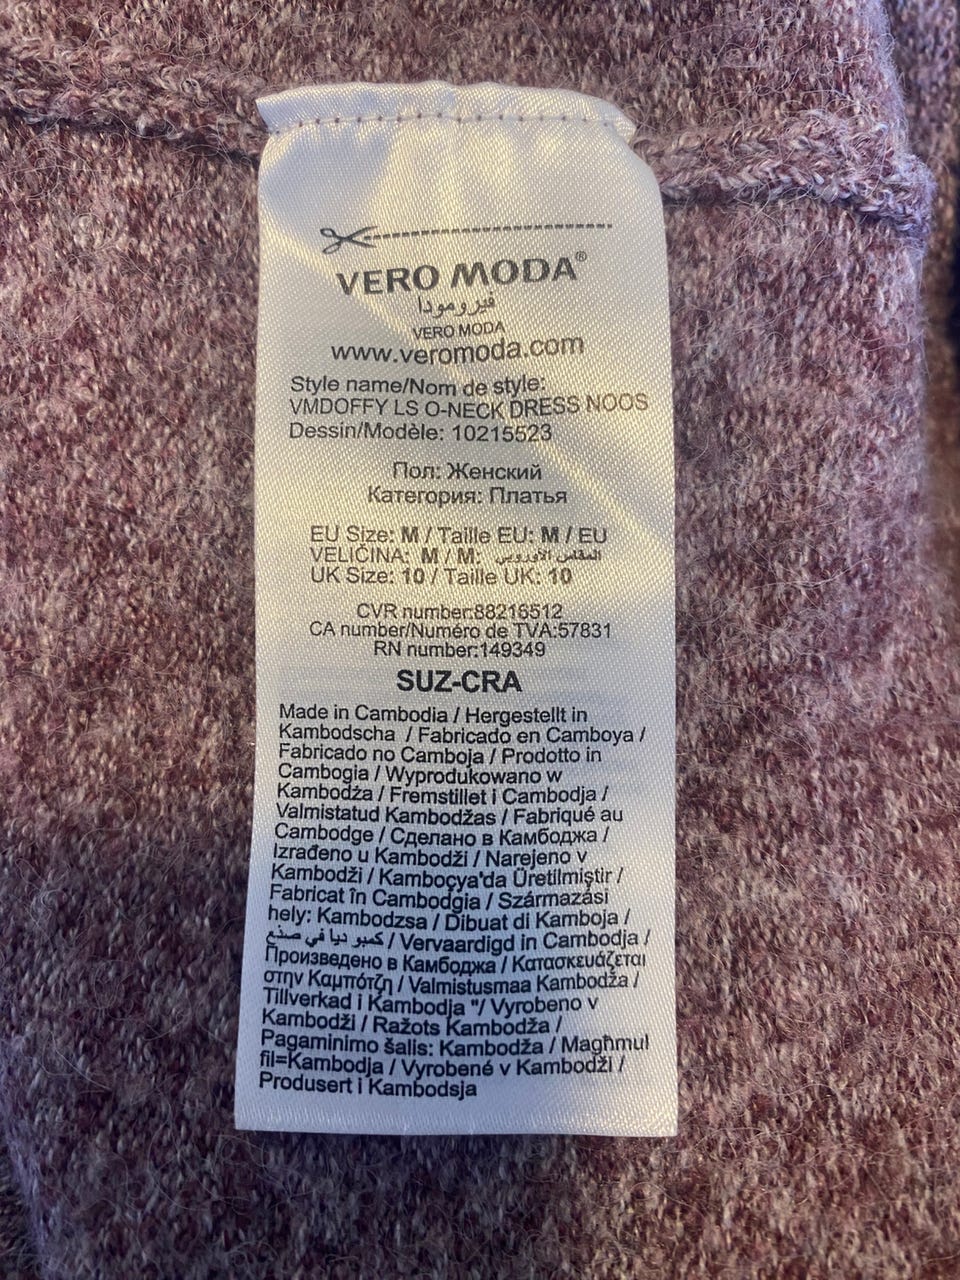 VERO MODA®
فيرومودا
VERO MODA
www.veromoda.com
Style name/Nom de style:
VMDOFFY LS O-NECK DRESS NOOS
Dessin/Modèle: 10215523
Пол: Женский
Категория: Платья
EU Size: M / Taille EU: M / EU
VELIČINA: M / M: المقاس الأوروبي
UK Size: 10 / Taille UK: 10
CVR number:88216512
CA number/Numéro de TVA:57831
RN number:149349
SUZ-CRA
Made in Cambodia / Hergestellt in
Kambodscha / Fabricado en Camboya /
Fabricado no Camboja / Prodotto in
Cambogia / Wyprodukowano w
Kambodża / Fremstillet i Cambodja /
Valmistatud Kambodžas / Fabriqué au
Cambodge / Сделано в Камбоджа /
Izrađeno u Kambodži / Narejeno v
Kambodži / Kamboçya'da Üretilmiştir /
Fabricat în Cambodgia / Származási
hely: Kambodzsa / Dibuat di Kamboja /
كمبو ديا في صنع / Vervaardigd in Cambodja /
Произведено в Камбоджа / Κατασκευάζεται
στην Καμπότζη / Valmistusmaa Kambodža /
Tillverkad i Kambodja "/ Vyrobeno v
Kambodži / Ražots Kambodža /
Pagaminimo šalis: Kambodža / Magħmul
fil=Kambodja / Vyrobené v Kambodži /
Produsert i Kambodsja